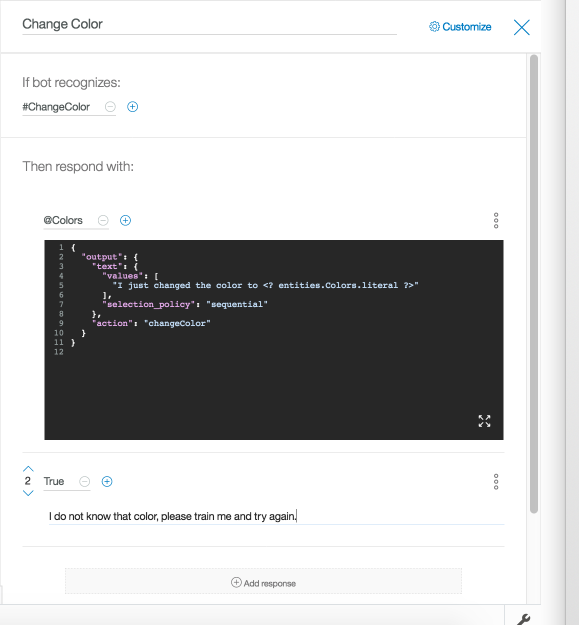 Change Color
Customize
If bot recognizes:
#ChangeColor
Then respond with:
@Colors
1 {
2 "output": {
3 "text": {
4 "values": [
5 "I just changed the color to <? entities.Colors.literal ?>"
6 ],
7 "selection_policy": "sequential"
8 },
9 "action": "changeColor"
10 }
11 }
12
2 True
I do not know that color, please train me and try again.
Add response